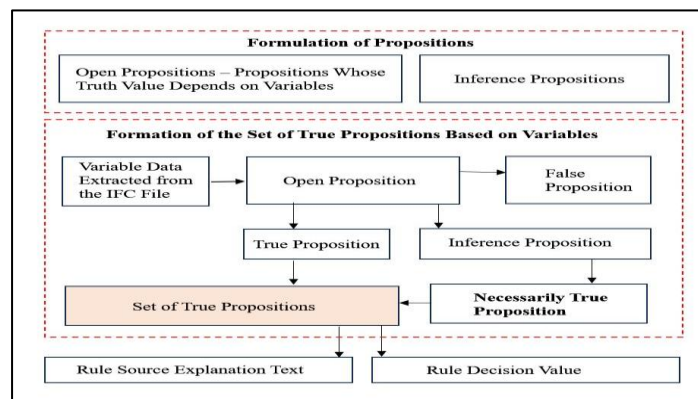 Formulation of Propositions
Open Propositions – Propositions Whose
Truth Value Depends on Variables
Inference Propositions
Formation of the Set of True Propositions Based on Variables
Variable Data
Extracted from
the IFC File
Open Proposition
False
Proposition
True Proposition
Inference Proposition
Set of True Propositions
Necessarily True
Proposition
Rule Source Explanation Text
Rule Decision Value